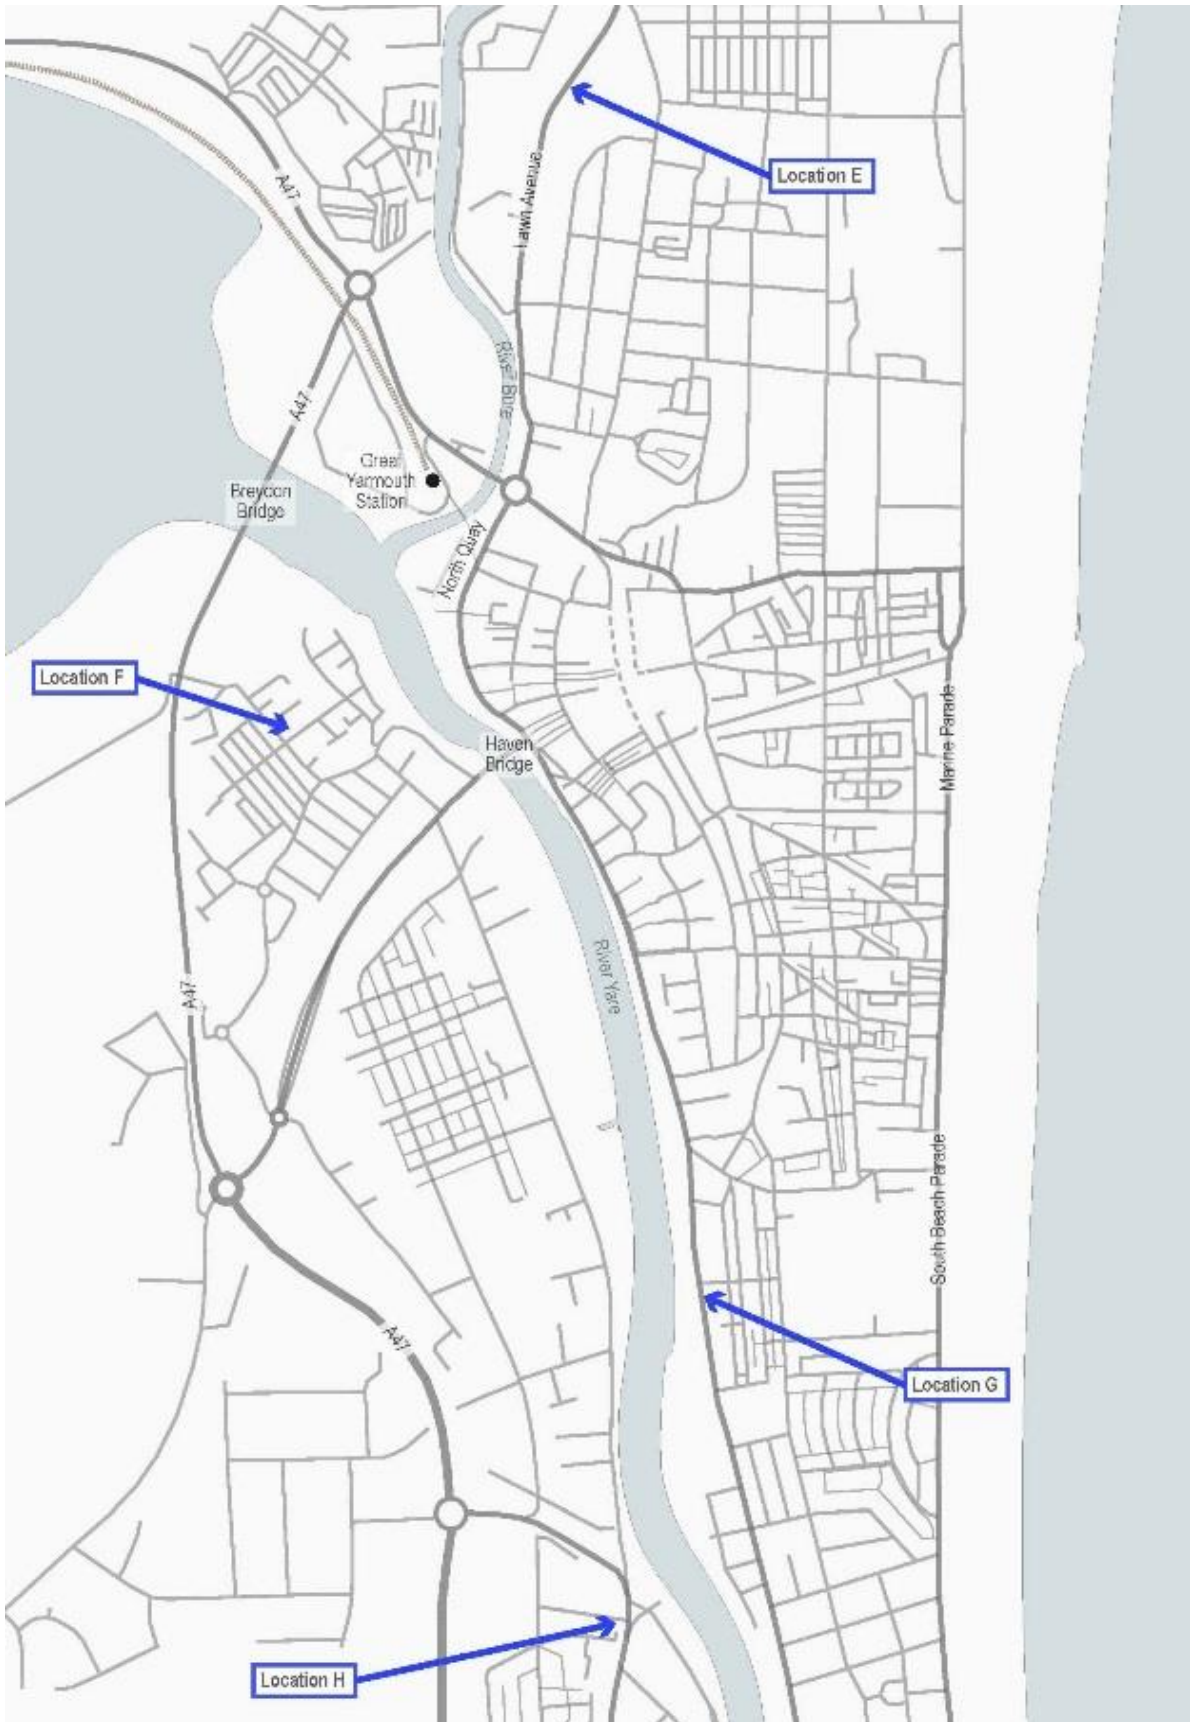 Location E
A47
Lawn Avenue
River Bure
A47
Great
Yarmouth
Station
Breydon
Bridge
North Quay
Location F
Marine Parade
Haven
Bridge
River Yare
A47
South Beach Parade
A47
Location G
Location H